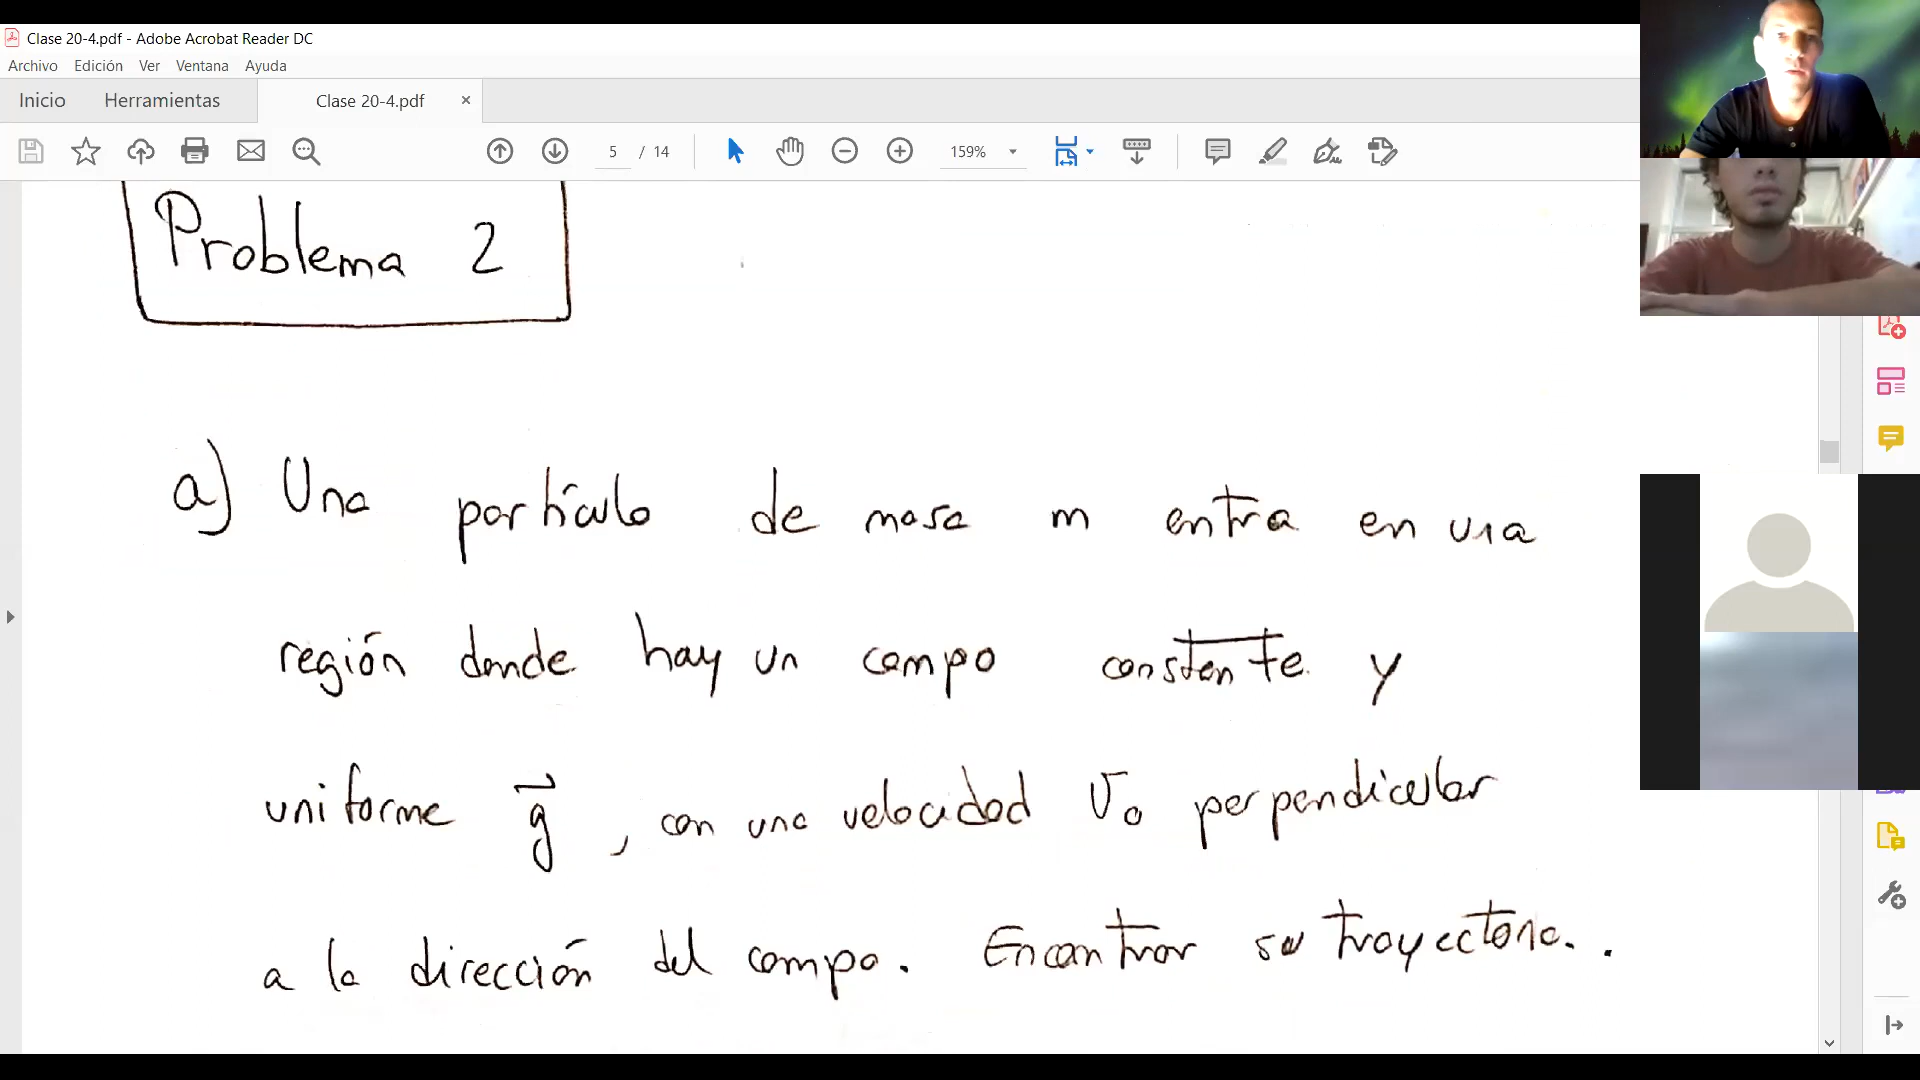 Clase 20-4.pdf - Adobe Acrobat Reader DC
Archivo Edición Ver Ventana Ayuda
Inicio Herramientas Clase 20-4.pdf ×
5 / 14 159%
Problema 2
a) Una partícula de masa m entra en una
región donde hay un campo constante y
uniforme g, con una velocidad v₀ perpendicular
a la dirección del campo. Encontrar su trayectoria.